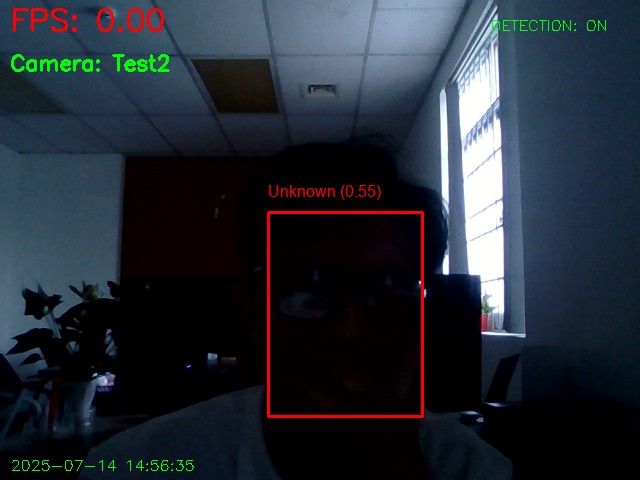 FPS: 0.00
DETECTION: ON
Camera: Test2
Unknown (0.55)
2025-07-14 14:56:35